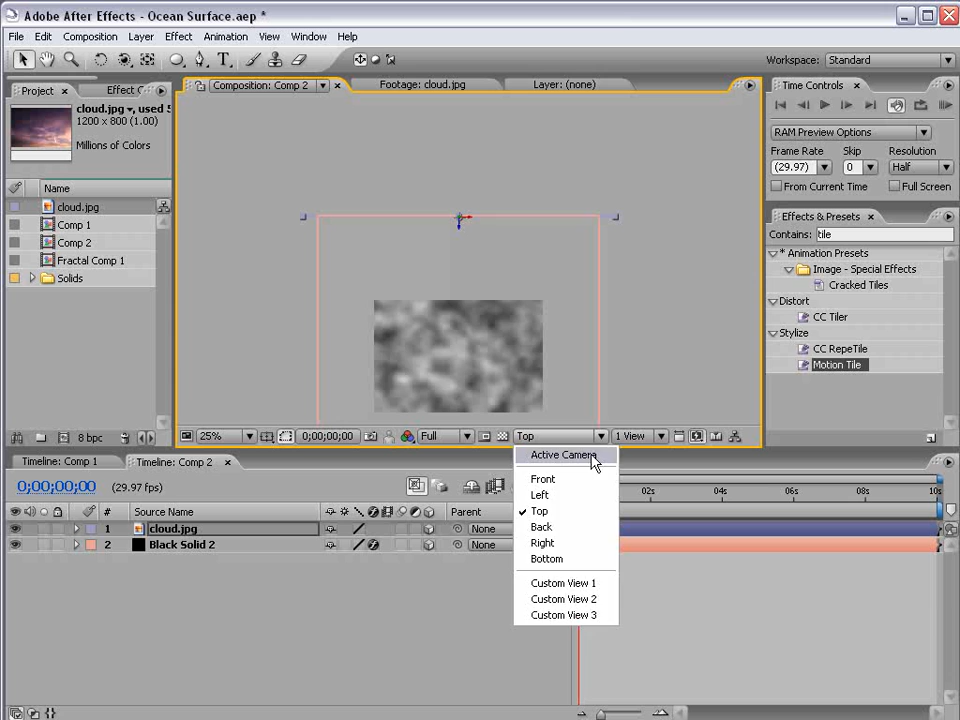 Adobe After Effects - Ocean Surface.aep *
File Edit Composition Layer Effect Animation View Window Help
Workspace: Standard
Project Effect C
Composition: Comp 2 Footage: cloud.jpg Layer: (none)
Time Controls
cloud.jpg, used 5
1200 x 800 (1.00)
Millions of Colors
RAM Preview Options
Frame Rate Skip Resolution
(29.97) 0 Half
From Current Time Full Screen
Name
cloud.jpg
Comp 1
Comp 2
Fractal Comp 1
Solids
Effects & Presets
Contains: tile
* Animation Presets
Image - Special Effects
Cracked Tiles
Distort
CC Tiler
Stylize
CC RepeTile
Motion Tile
8 bpc
25% 0;00;00;00 Full Top 1 View
Active Camera
Front
Left
Top
Back
Right
Bottom
Custom View 1
Custom View 2
Custom View 3
Timeline: Comp 1 Timeline: Comp 2
0;00;00;00 (29.97 fps)
02s 04s 06s 08s 10s
# Source Name Parent
1 cloud.jpg None
2 Black Solid 2 None